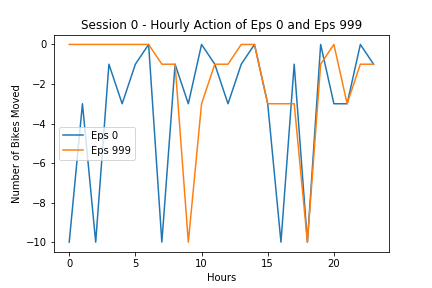 Session 0 - Hourly Action of Eps 0 and Eps 999
Number of Bikes Moved
0
−2
−4
−6
−8
−10
Eps 0
Eps 999
0
5
10
15
20
Hours